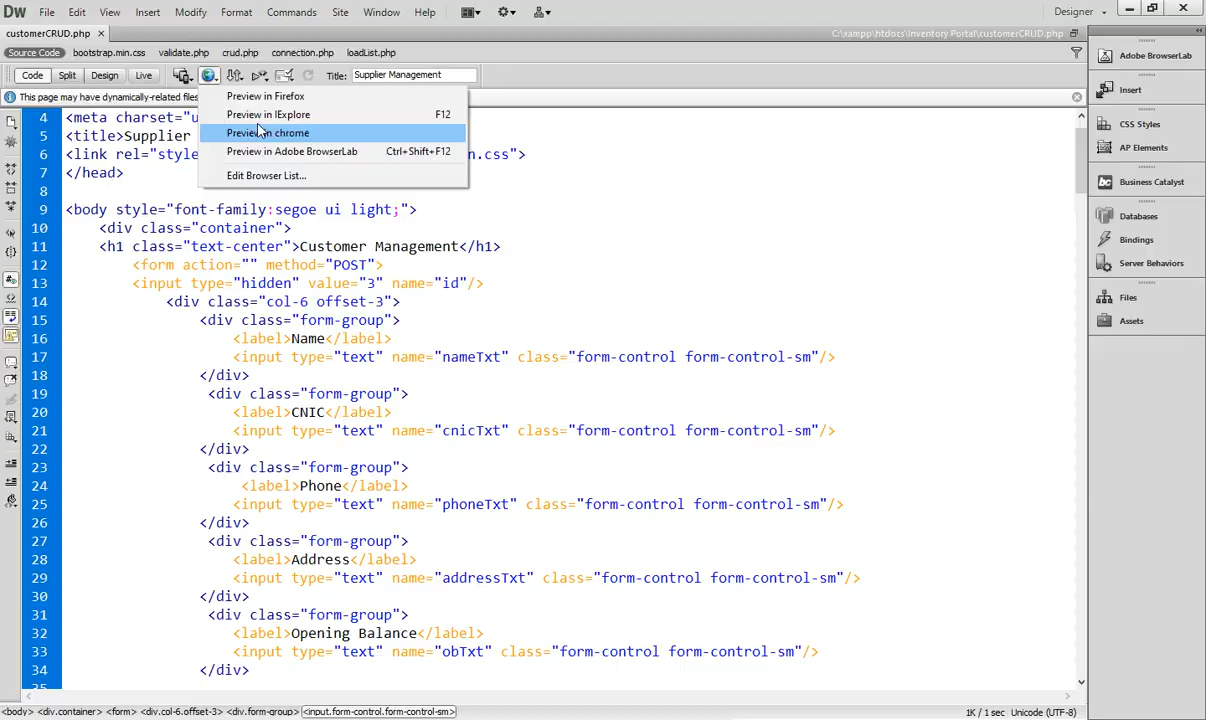 DW File Edit View Insert Modify Format Commands Site Window Help Designer
customerCRUD.php C:\xampp\htdocs\Inventory Portal\customerCRUD.php
Source Code bootstrap.min.css validate.php crud.php connection.php loadList.php
Code Split Design Live Title: Supplier Management
This page may have dynamically-related files
Preview in Firefox
Preview in IExplore F12
Preview in chrome
Preview in Adobe BrowserLab Ctrl+Shift+F12
Edit Browser List...
4 <meta charset="u
5 <title>Supplier
6 <link rel="style n.css">
7 </head>
8
9 <body style="font-family:segoe ui light;">
10 <div class="container">
11 <h1 class="text-center">Customer Management</h1>
12 <form action="" method="POST">
13 <input type="hidden" value="3" name="id"/>
14 <div class="col-6 offset-3">
15 <div class="form-group">
16 <label>Name</label>
17 <input type="text" name="nameTxt" class="form-control form-control-sm"/>
18 </div>
19 <div class="form-group">
20 <label>CNIC</label>
21 <input type="text" name="cnicTxt" class="form-control form-control-sm"/>
22 </div>
23 <div class="form-group">
24 <label>Phone</label>
25 <input type="text" name="phoneTxt" class="form-control form-control-sm"/>
26 </div>
27 <div class="form-group">
28 <label>Address</label>
29 <input type="text" name="addressTxt" class="form-control form-control-sm"/>
30 </div>
31 <div class="form-group">
32 <label>Opening Balance</label>
33 <input type="text" name="obTxt" class="form-control form-control-sm"/>
34 </div>
35
Adobe BrowserLab
Insert
CSS Styles
AP Elements
Business Catalyst
Databases
Bindings
Server Behaviors
Files
Assets
<body> <div.container> <form> <div.col-6.offset-3> <div.form-group> <input.form-control.form-control-sm> 1K / 1 sec Unicode (UTF-8)